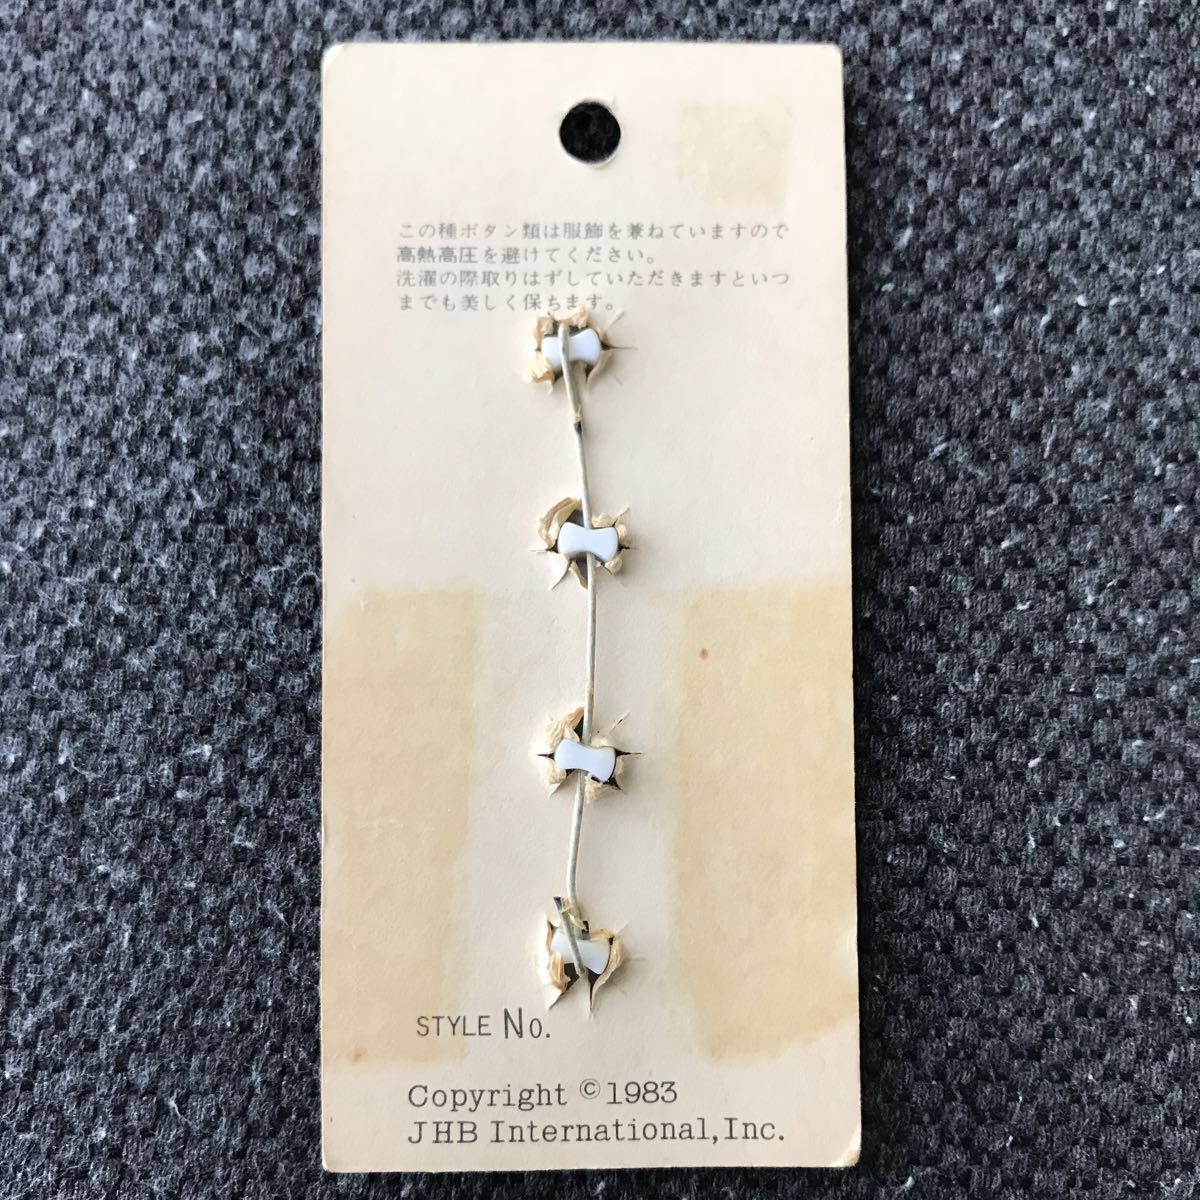 この種ボタン類は服飾を兼ねていますので
高熱高圧を避けてください。
洗濯の際取りはずしていただきますといつ
までも美しく保ちます。
STYLE No.
Copyright ©1983
JHB International, Inc.